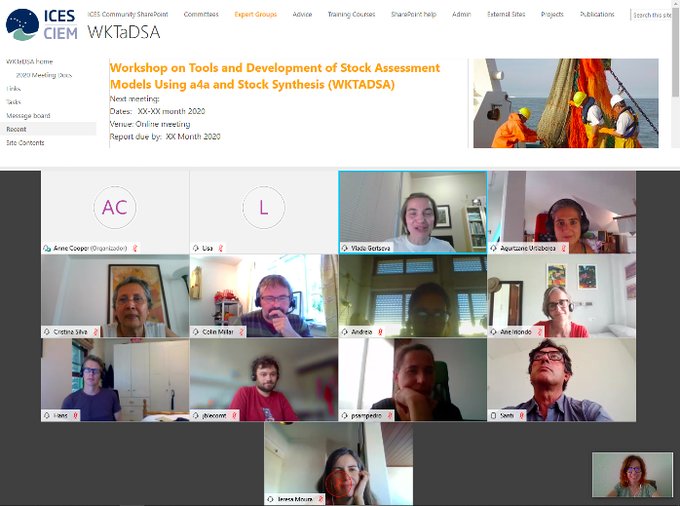 ICES
CIEM
ICES Community SharePoint Committees Expert Groups Advice Training Courses SharePoint help Admin External Sites Projects Publications Search this site
WKTaDSA
WKTaDSA home
2020 Meeting Docs
Links
Tasks
Message board
Recent
Site Contents
Workshop on Tools and Development of Stock Assessment
Models Using a4a and Stock Synthesis (WKTADSA)
Next meeting:
Dates: XX-XX month 2020
Venue: Online meeting
Report due by: XX Month 2020
AC
L
Anne Cooper (Organizador)
Lisa
Vlada Gertseva
Agurtzane Urtizberea
Cristina Silva
Colin Millar
Andreia
Ane Iriondo
Hans
jblecomt
psampedro
Santi
Teresa Moura